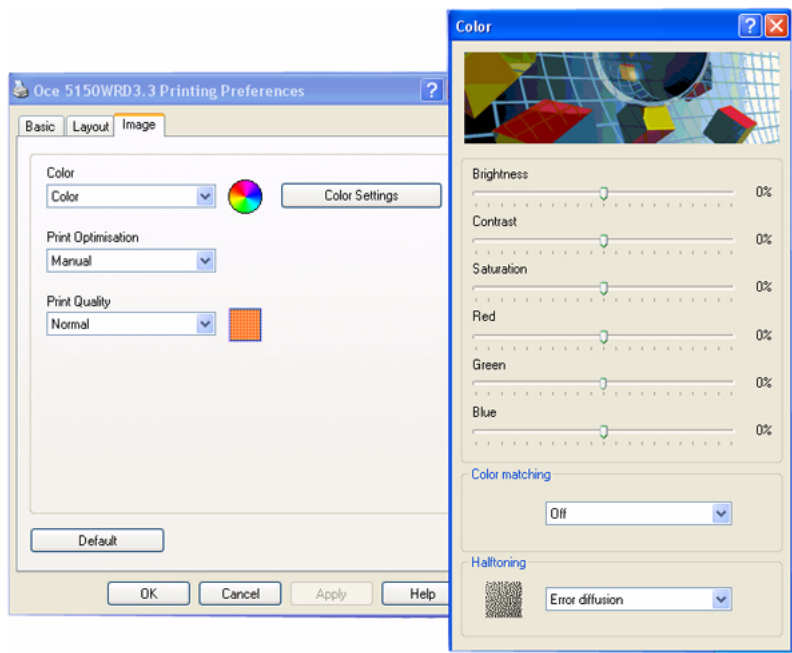 Oce 5150WRD3.3 Printing Preferences
?
Basic
Layout
Image
Color
Color
Color Settings
Print Optimisation
Manual
Print Quality
Normal
Default
OK
Cancel
Apply
Help
Color
?
Brightness
0%
Contrast
0%
Saturation
0%
Red
0%
Green
0%
Blue
0%
Color matching
Off
Halftoning
Error diffusion